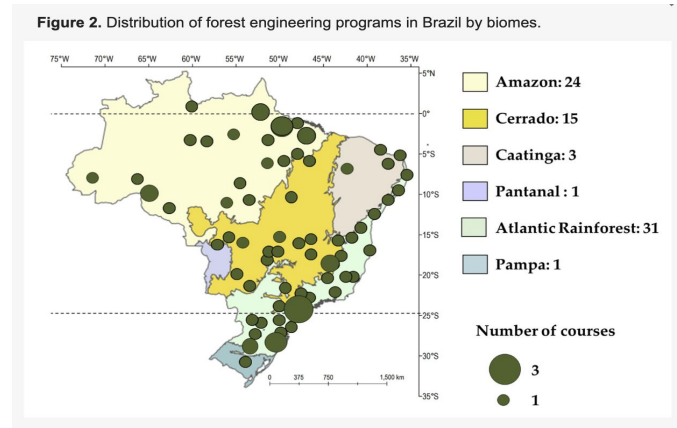 Figure 2. Distribution of forest engineering programs in Brazil by biomes.
75°W 70°W 65°W 60°W 55°W 50°W 45°W 40°W 35°W
5°N
0°
5°S
10°S
15°S
20°S
25°S
30°S
35°S
Amazon: 24
Cerrado: 15
Caatinga: 3
Pantanal : 1
Atlantic Rainforest: 31
Pampa: 1
Number of courses
3
1
0 375 750 1,500 km